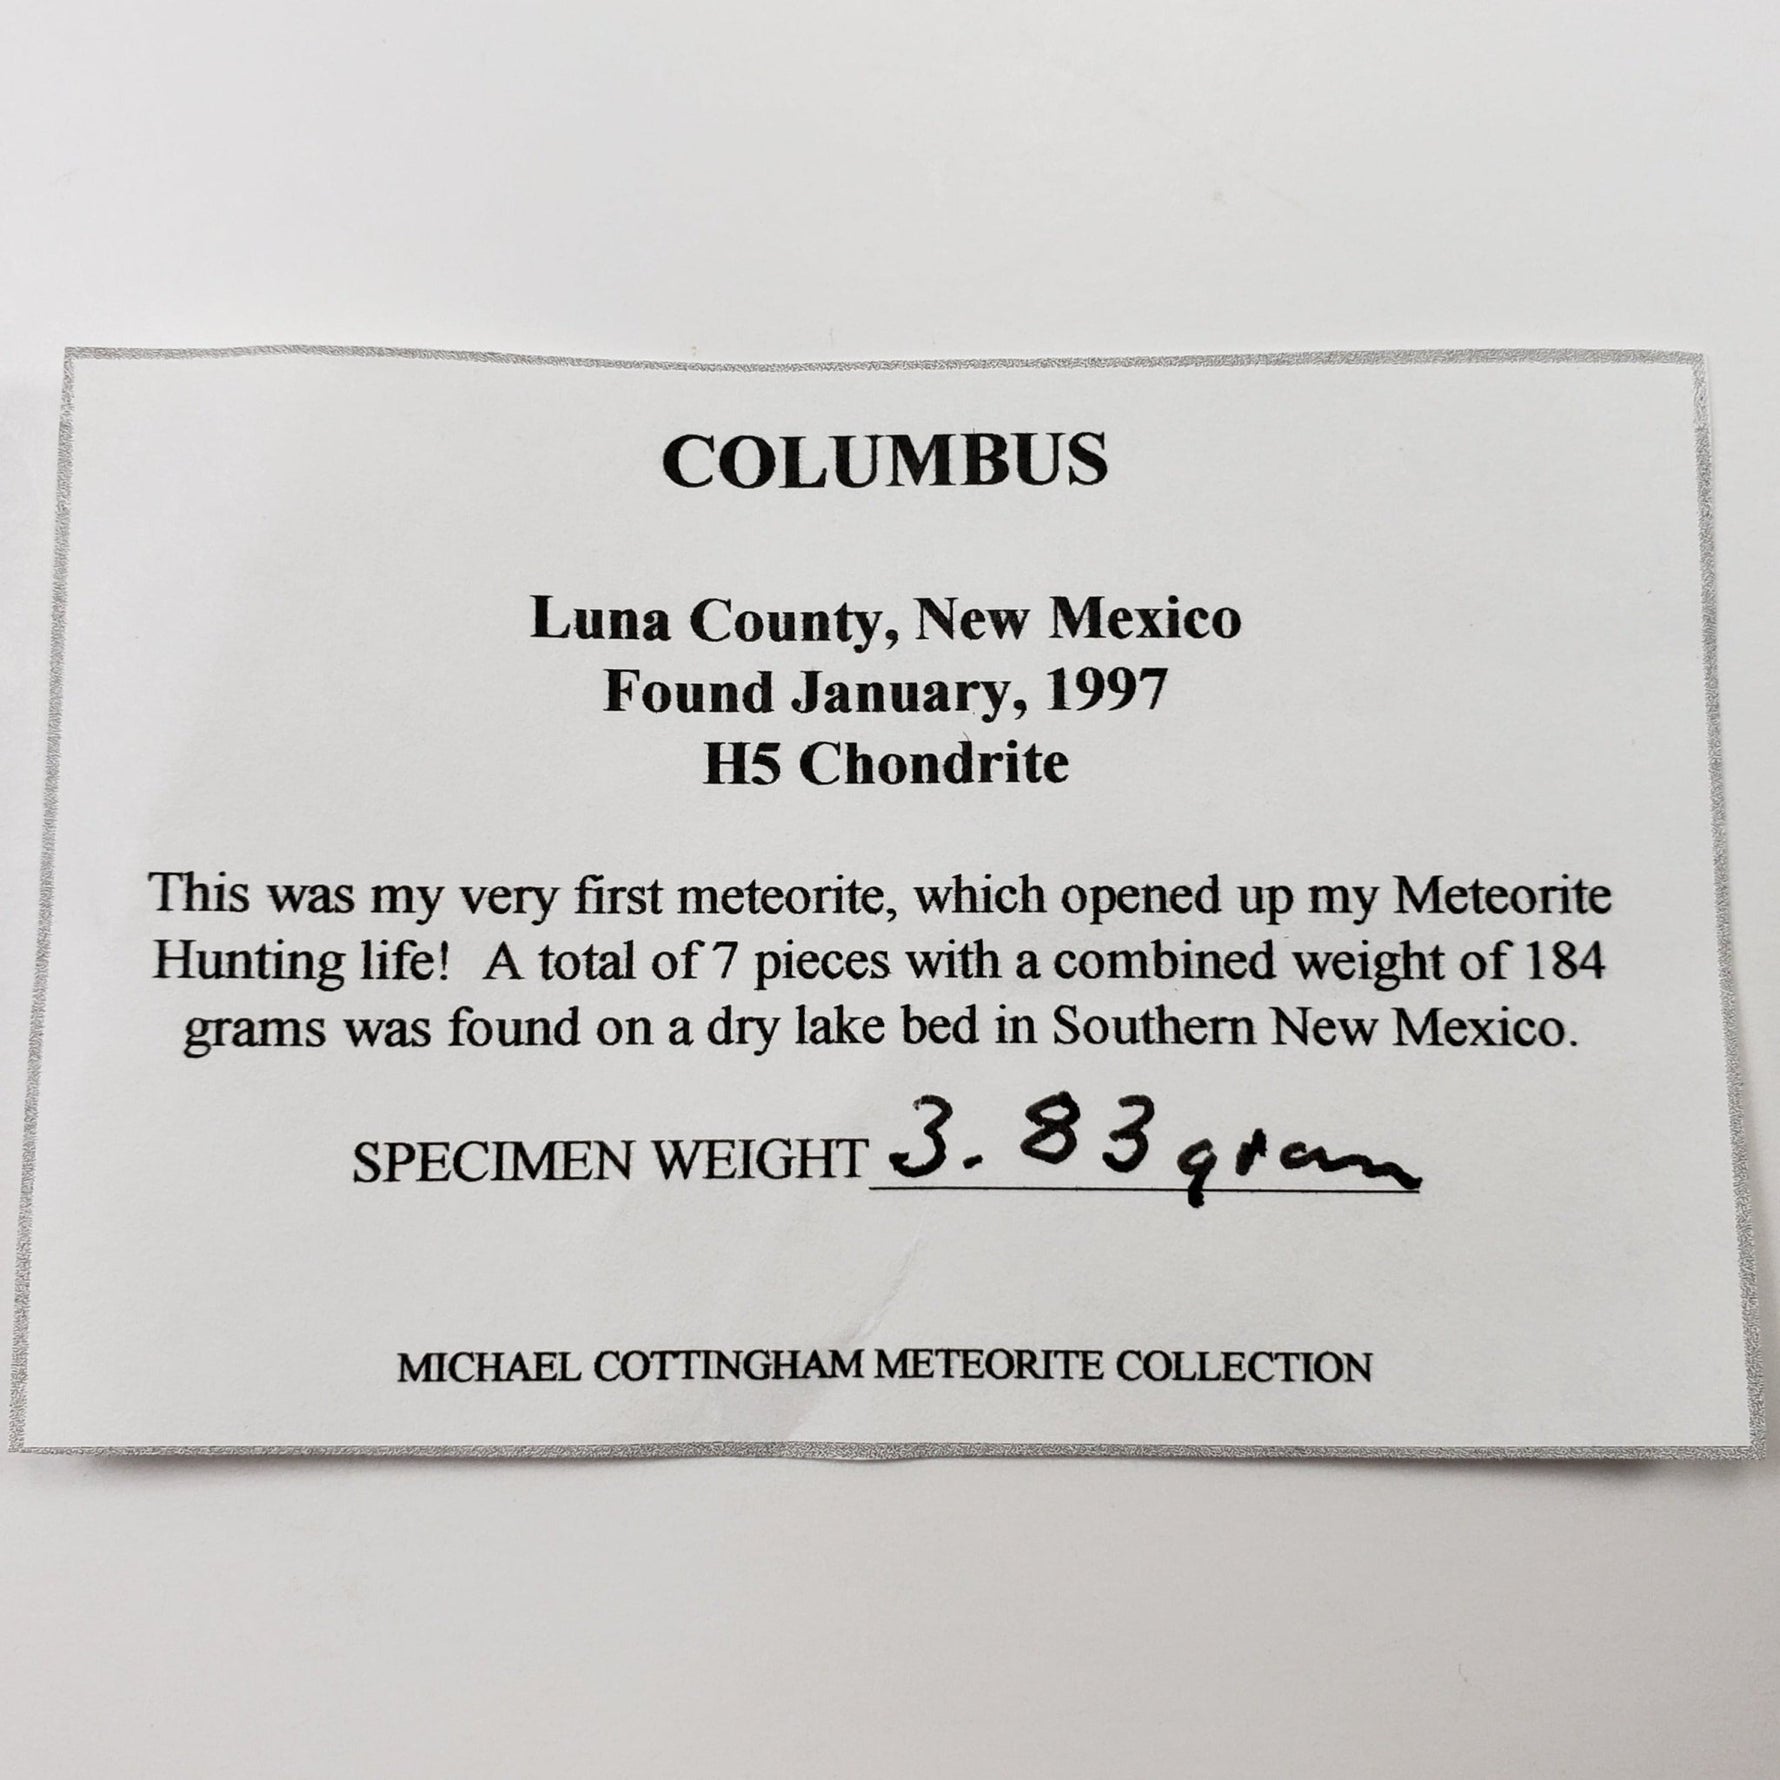 COLUMBUS
Luna County, New Mexico
Found January, 1997
H5 Chondrite
This was my very first meteorite, which opened up my Meteorite
Hunting life!  A total of 7 pieces with a combined weight of 184
grams was found on a dry lake bed in Southern New Mexico.
SPECIMEN WEIGHT 3.83 gram
MICHAEL COTTINGHAM METEORITE COLLECTION